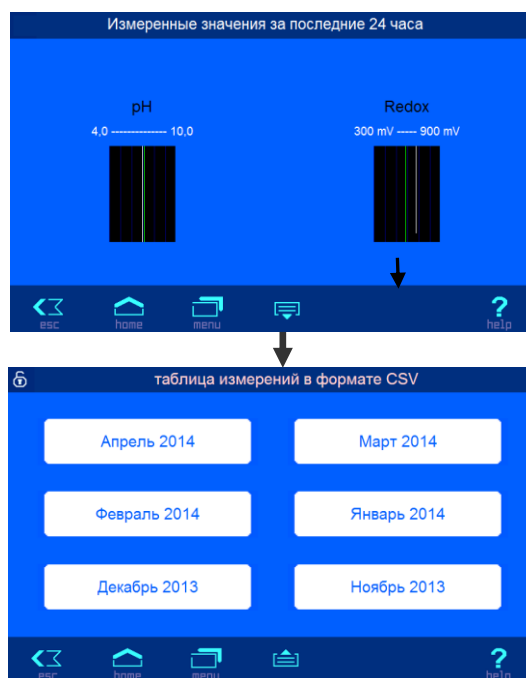 Измеренные значения за последние 24 часа
pH Redox
4,0 -------------- 10,0 300 mV ----- 900 mV
esc home menu help
таблица измерений в формате CSV
Апрель 2014 Март 2014
Февраль 2014 Январь 2014
Декабрь 2013 Ноябрь 2013
esc home menu help